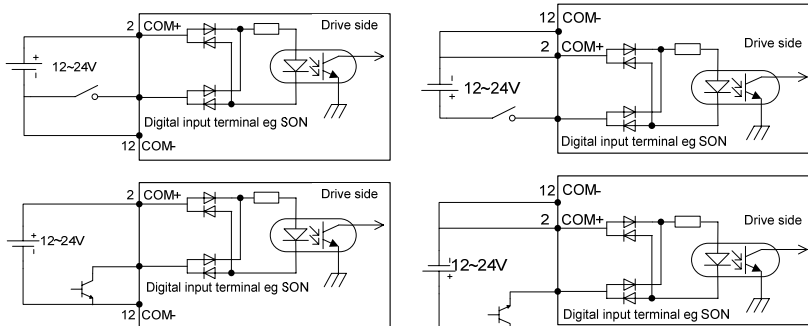 2 COM+ Drive side
+
- 12~24V
Digital input terminal eg SON
12 COM-
12 COM-
2 COM+ Drive side
-
+ 12~24V
Digital input terminal eg SON
2 COM+ Drive side
+
- 12~24V
Digital input terminal eg SON
12 COM-
12 COM-
2 COM+ Drive side
-
+ 12~24V
Digital input terminal eg SON